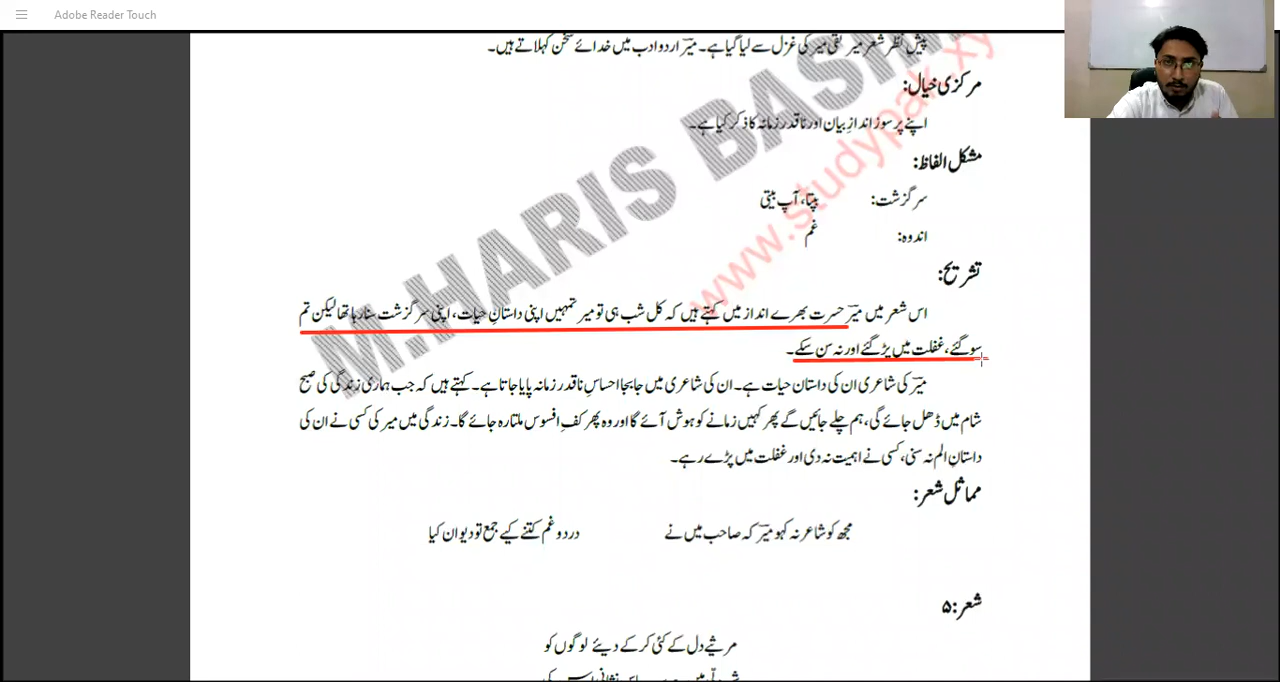 Adobe Reader Touch
پیش نظر شعر میر تقی میر کی غزل سے لیا گیا ہے۔ میرؔ اردو ادب میں خدائے سخن کہلاتے ہیں۔
مرکزی خیال:
اپنے پر سوز اندازِ بیان اور ناقدر زمانہ کا ذکر کیا ہے۔
مشکل الفاظ:
سرگزشت: بپتا، آپ بیتی
اندوہ: غم
تشریح:
اس شعر میں میرؔ حسرت بھرے انداز میں کہتے ہیں کہ کل شب ہی تو میر تمہیں اپنی داستانِ حیات، اپنی سرگزشت سنا رہا تھا لیکن تم
سو گئے، غفلت میں پڑ گئے اور نہ سن سکے۔
میرؔ کی شاعری ان کی داستان حیات ہے۔ ان کی شاعری میں جا بجا احساسِ ناقدر زمانہ پایا جاتا ہے۔ کہتے ہیں کہ جب ہماری زندگی کی صبح
شام میں ڈھل جائے گی، ہم چلے جائیں گے پھر کہیں زمانے کو ہوش آئے گا اور وہ پھر کفِ افسوس ملتا رہ جائے گا۔ زندگی میں میر کی کسی نے ان کی
داستانِ الم نہ سنی، کسی نے اہمیت نہ دی اور غفلت میں پڑے رہے۔
مماثل شعر:
مجھ کو شاعر نہ کہو میرؔ کہ صاحب میں نے درد و غم کتنے کیے جمع تو دیوان کیا
شعر: ۵
مرثیے دل کے کئی کر کے دیئے لوگوں کو
M.HARIS BASH
www.studypak.xy